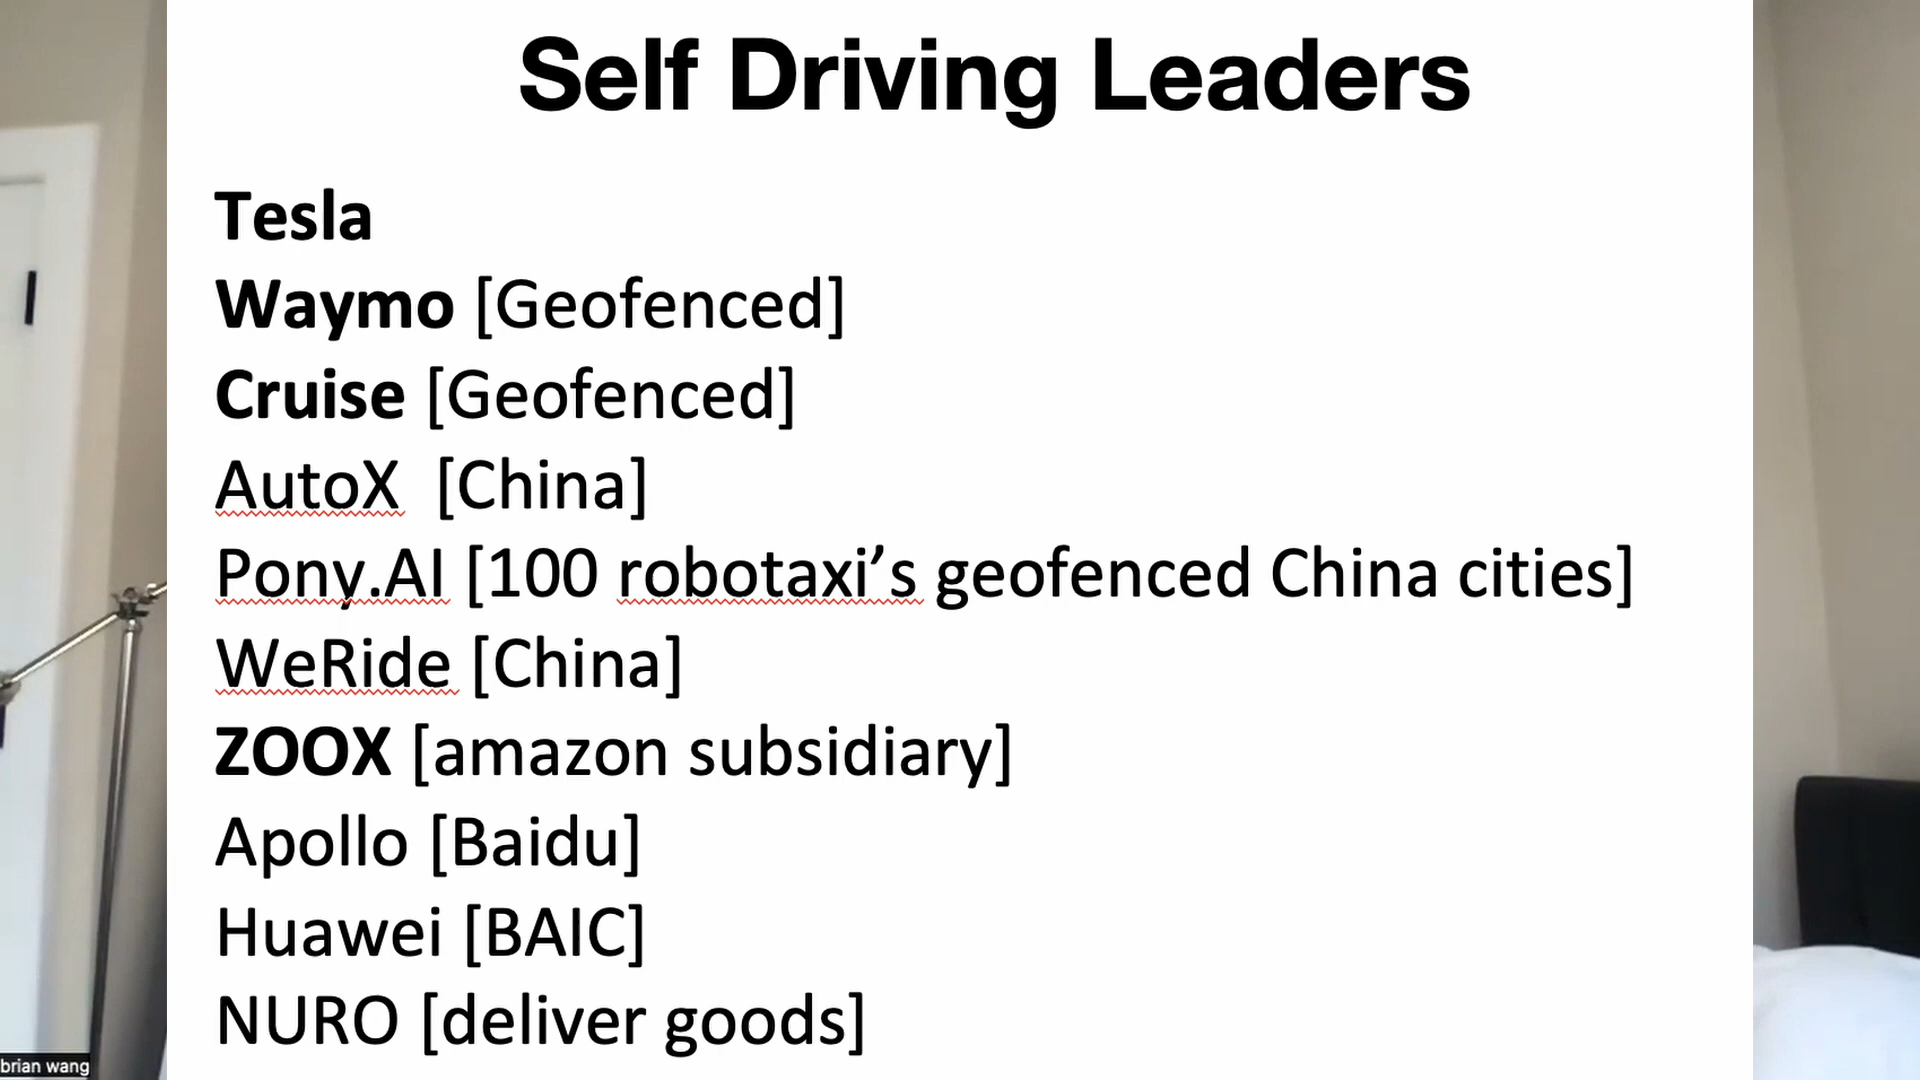 Self Driving Leaders
Tesla
Waymo [Geofenced]
Cruise [Geofenced]
AutoX  [China]
Pony.AI [100 robotaxi’s geofenced China cities]
WeRide [China]
ZOOX [amazon subsidiary]
Apollo [Baidu]
Huawei [BAIC]
NURO [deliver goods]
brian wang